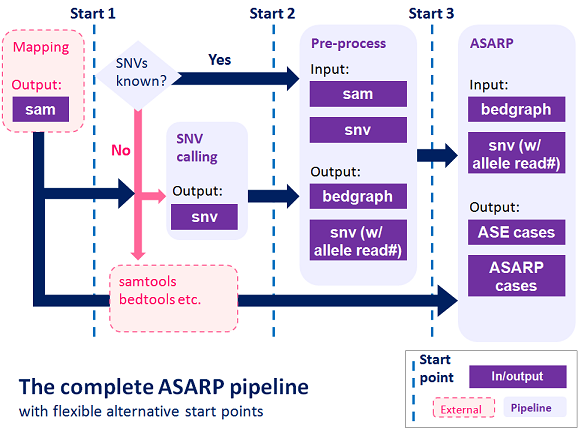 Start 1
Start 2
Start 3
Mapping
Output:
sam
SNVs
known?
Yes
No
SNV
calling
Output:
snv
samtools
bedtools etc.
Pre-process
Input:
sam
snv
Output:
bedgraph
snv (w/
allele read#)
ASARP
Input:
bedgraph
snv (w/
allele read#)
Output:
ASE cases
ASARP
cases
The complete ASARP pipeline
with flexible alternative start points
Start
point
In/output
External
Pipeline